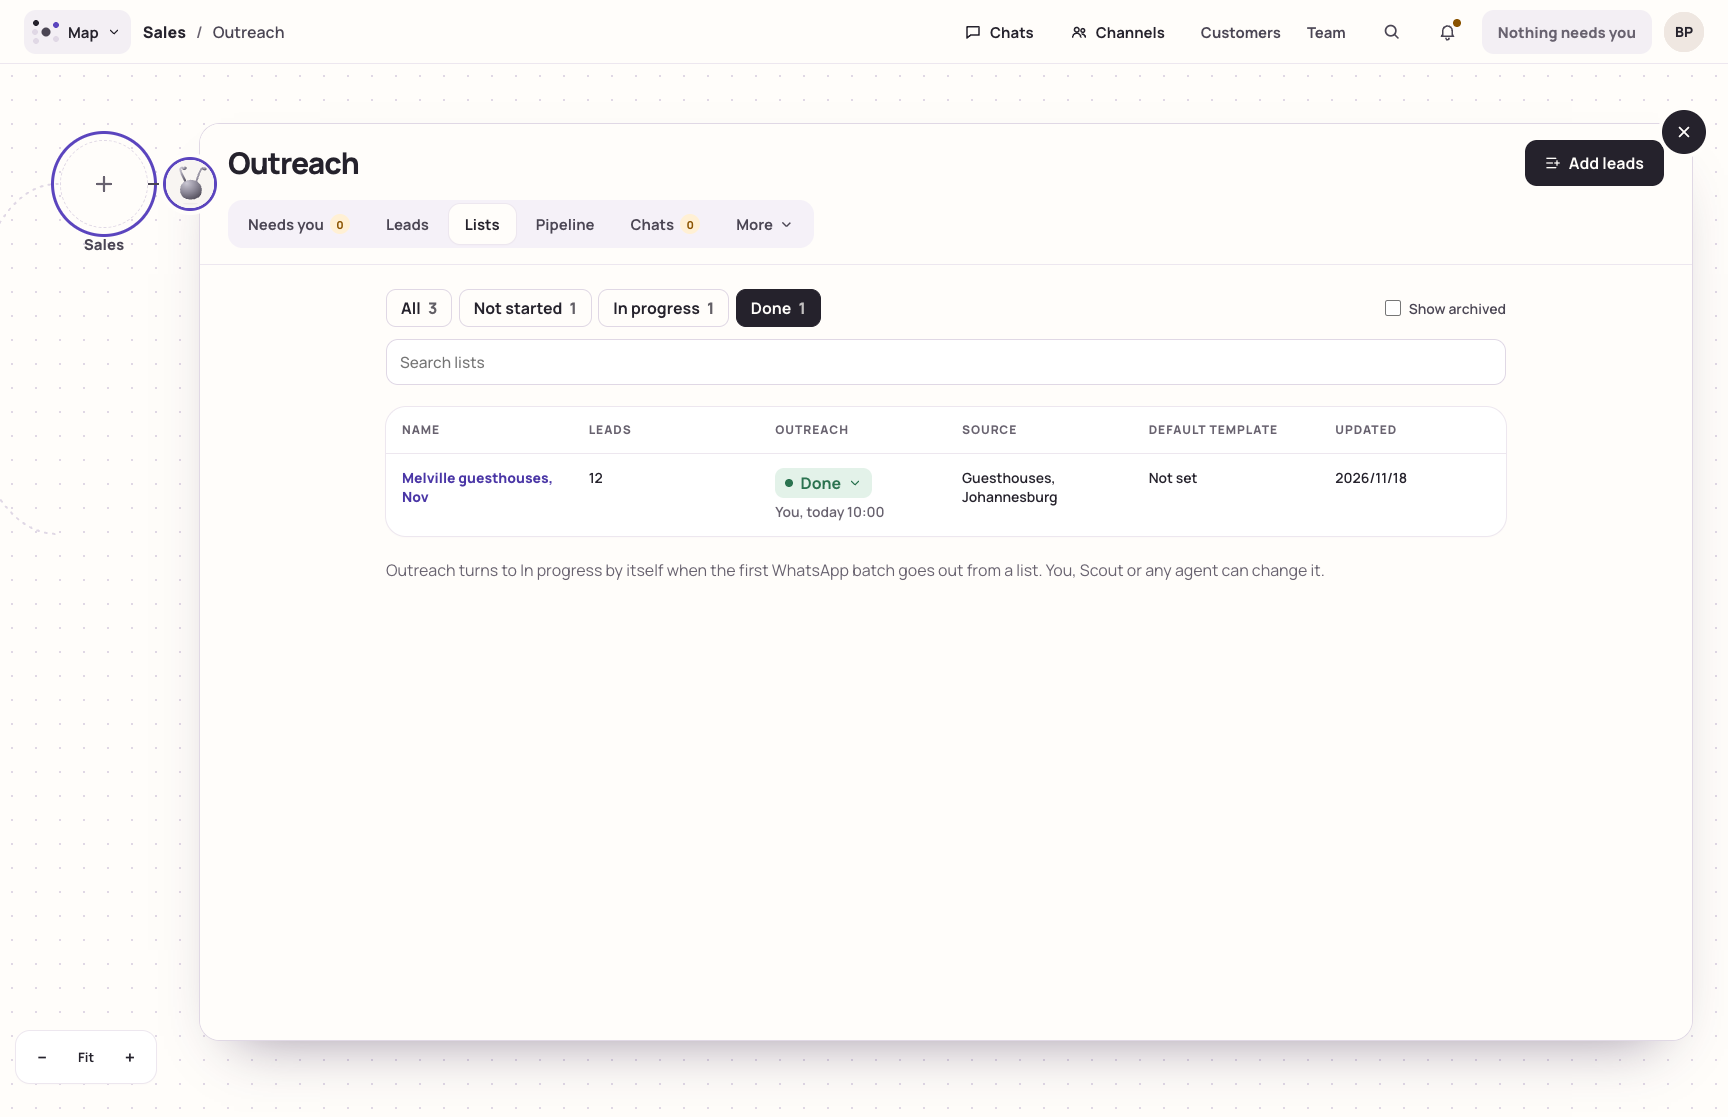 Map
Sales / Outreach
Chats
Channels
Customers
Team
Nothing needs you
BP
Sales
Outreach
Add leads
Needs you 0
Leads
Lists
Pipeline
Chats 0
More
All 3
Not started 1
In progress 1
Done 1
Show archived
Search lists
NAME LEADS OUTREACH SOURCE DEFAULT TEMPLATE UPDATED
Melville guesthouses, Nov
12
Done
You, today 10:00
Guesthouses, Johannesburg
Not set
2026/11/18
Outreach turns to In progress by itself when the first WhatsApp batch goes out from a list. You, Scout or any agent can change it.
− Fit +